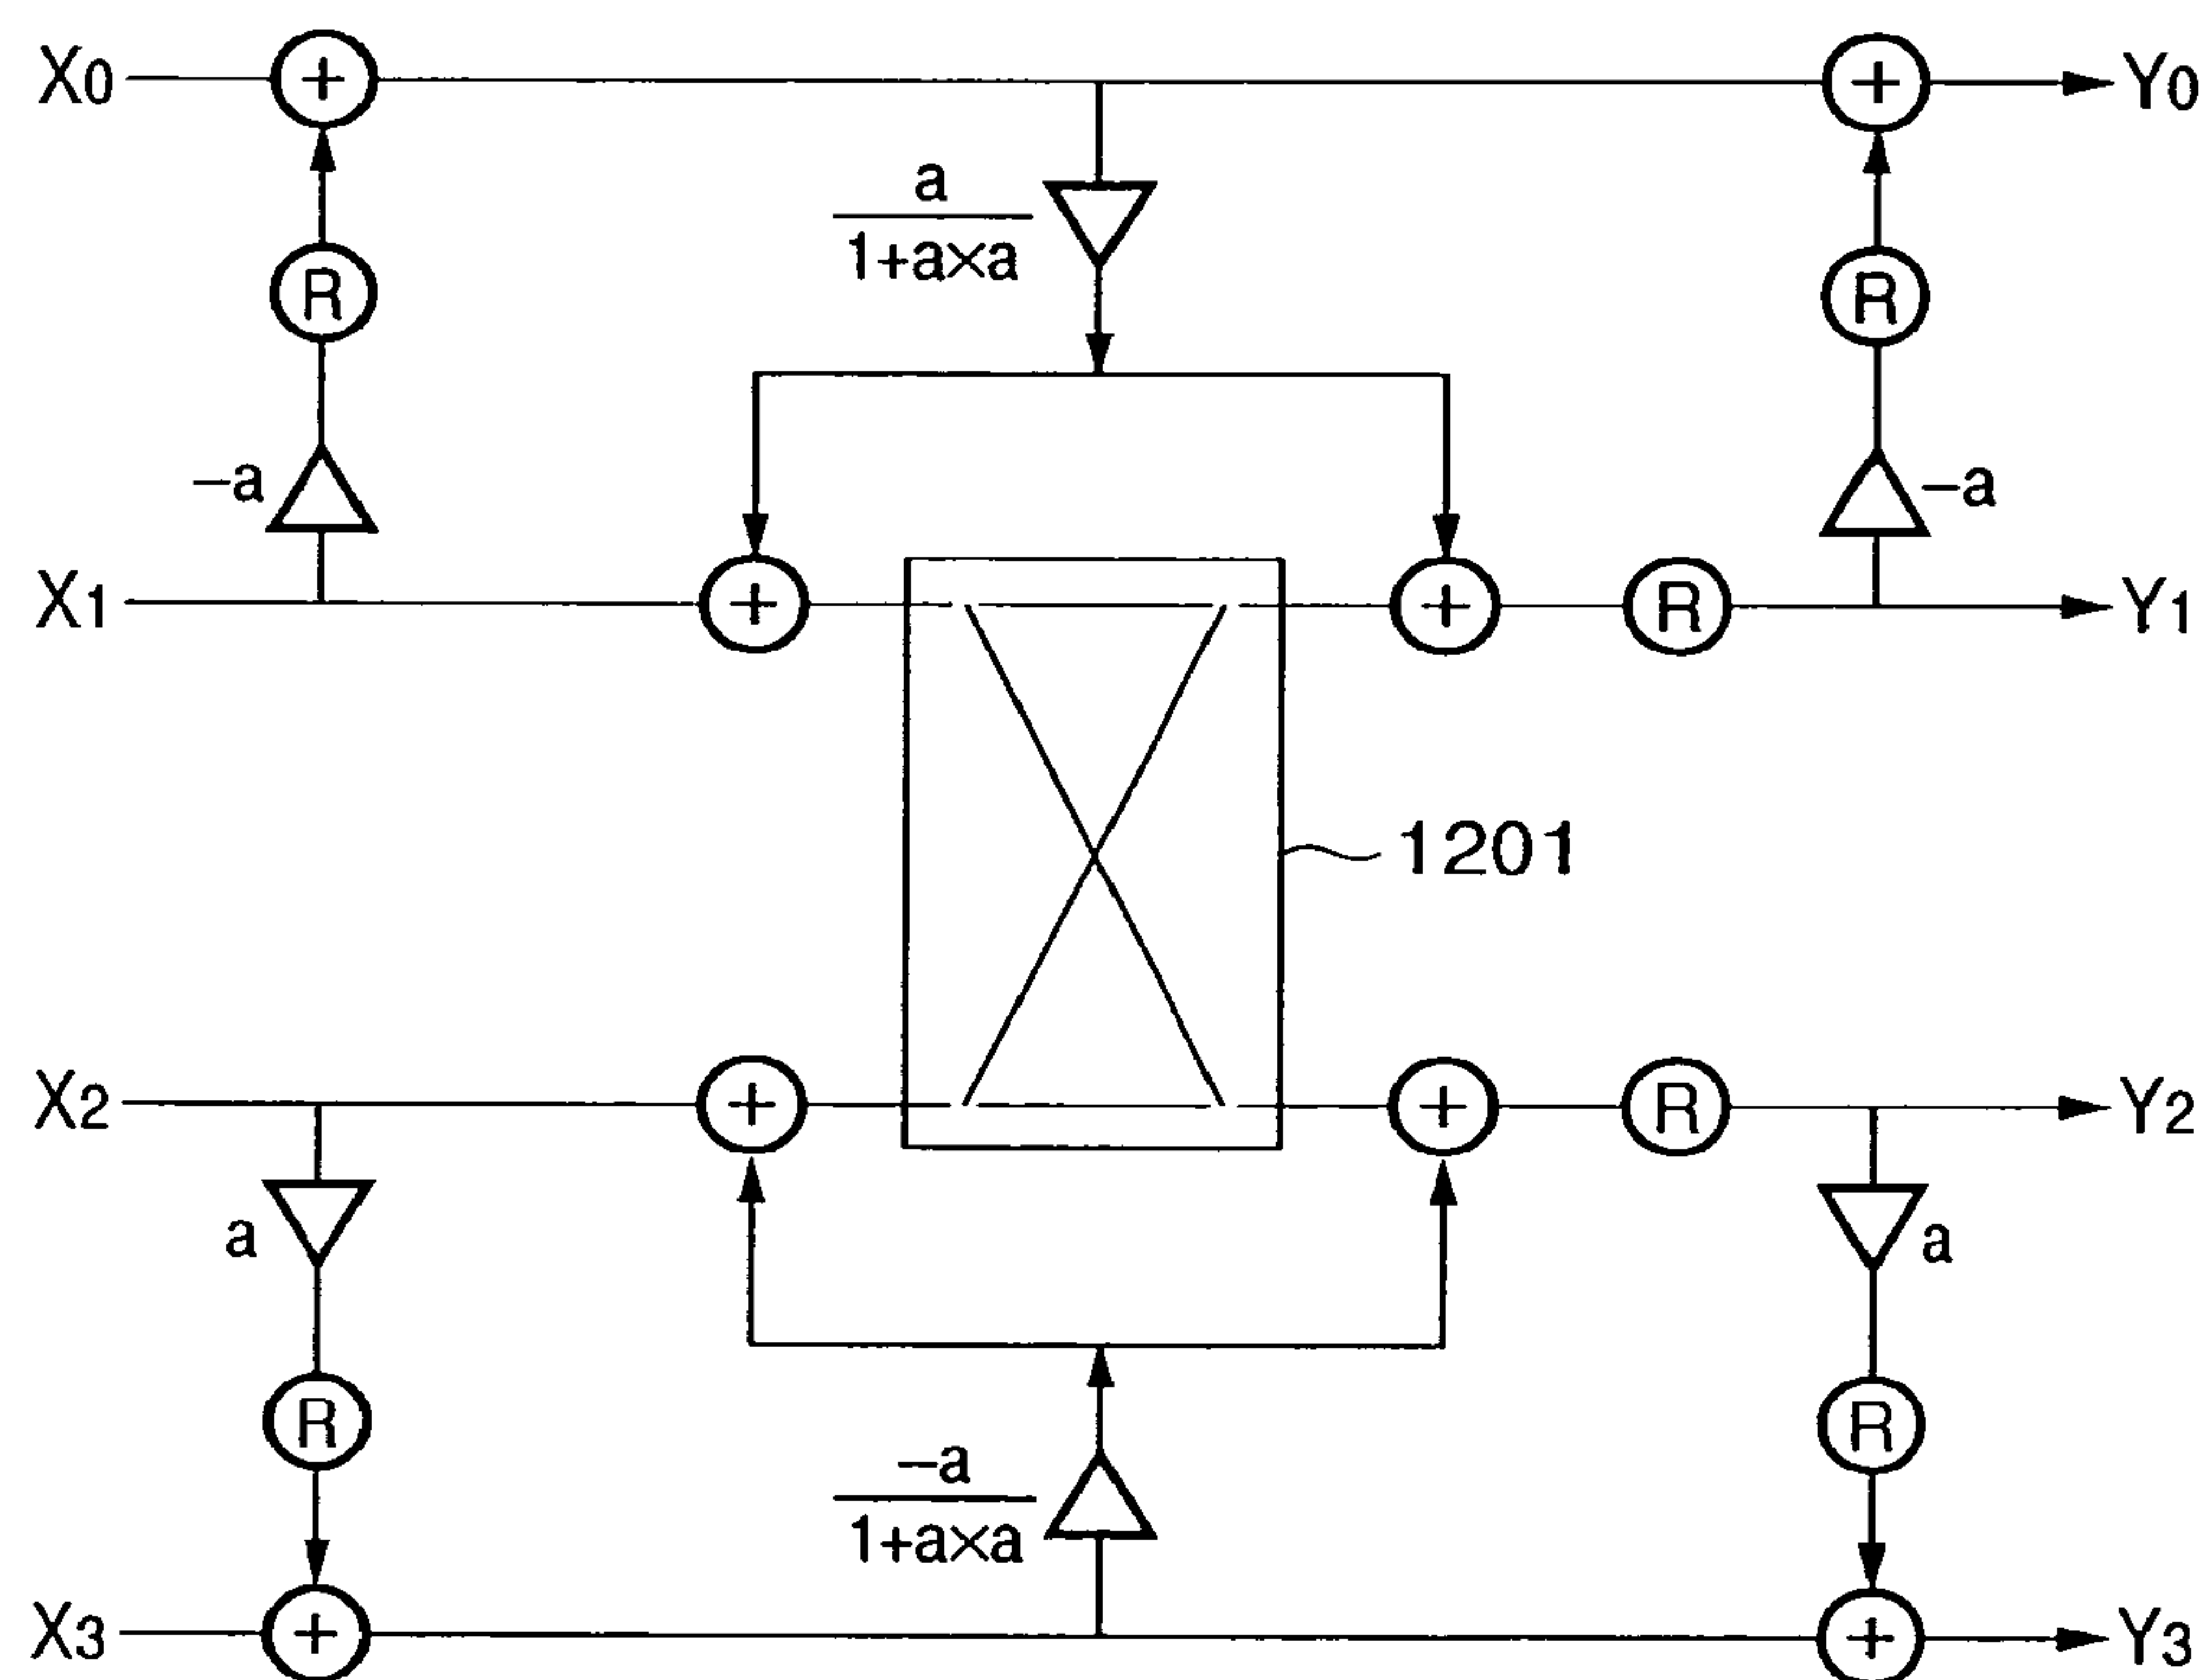 X0 + + Y0
a
1+a×a
R R
−a −a
X1 + + R Y1
1201
X2 + + R Y2
a a
R R
−a
1+a×a
X3 + + Y3